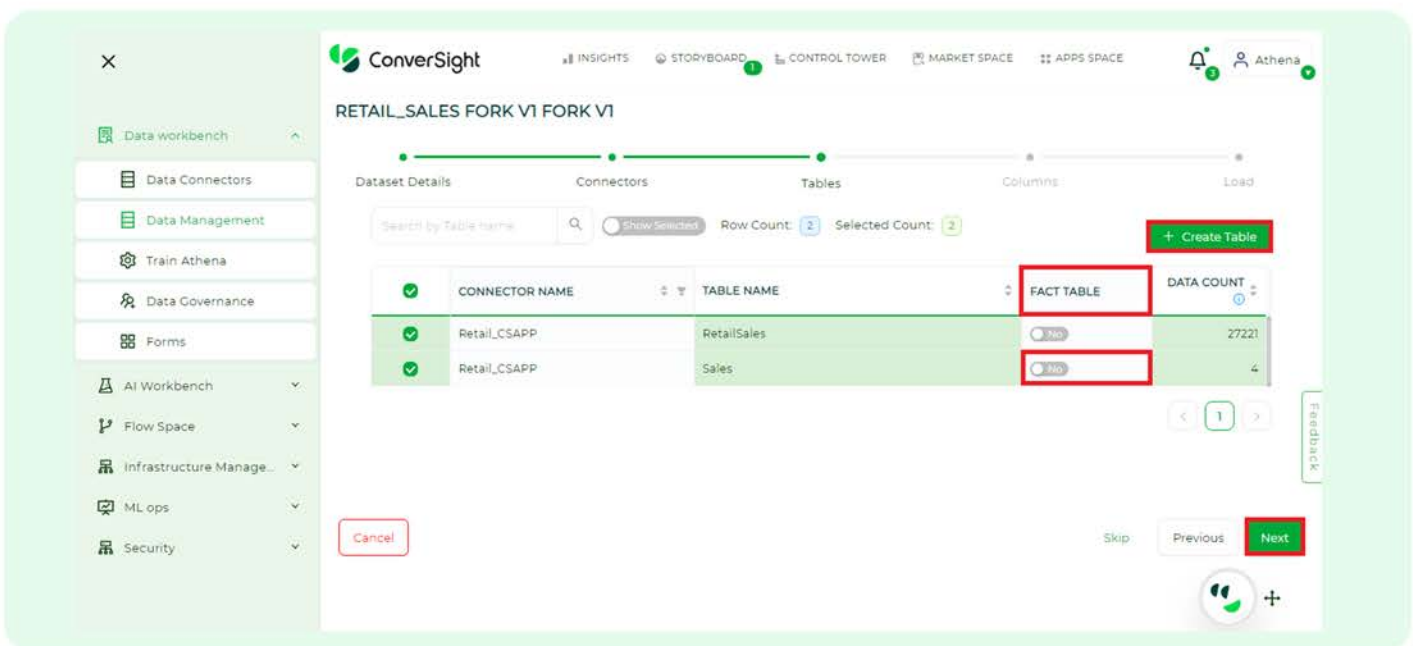 ConverSight
INSIGHTS
STORYBOARD
1
CONTROL TOWER
MARKET SPACE
APPS SPACE
3
Athena
Data workbench
Data Connectors
Data Management
Train Athena
Data Governance
Forms
AI Workbench
Flow Space
Infrastructure Manage...
ML ops
Security
RETAIL_SALES FORK V1 FORK V1
Dataset Details
Connectors
Tables
Columns
Load
Search by Table name
Show Selected
Row Count: 2
Selected Count: 2
+ Create Table
CONNECTOR NAME
TABLE NAME
FACT TABLE
DATA COUNT
Retail_CSAPP
RetailSales
No
27221
Retail_CSAPP
Sales
No
4
1
Feedback
Cancel
Skip
Previous
Next